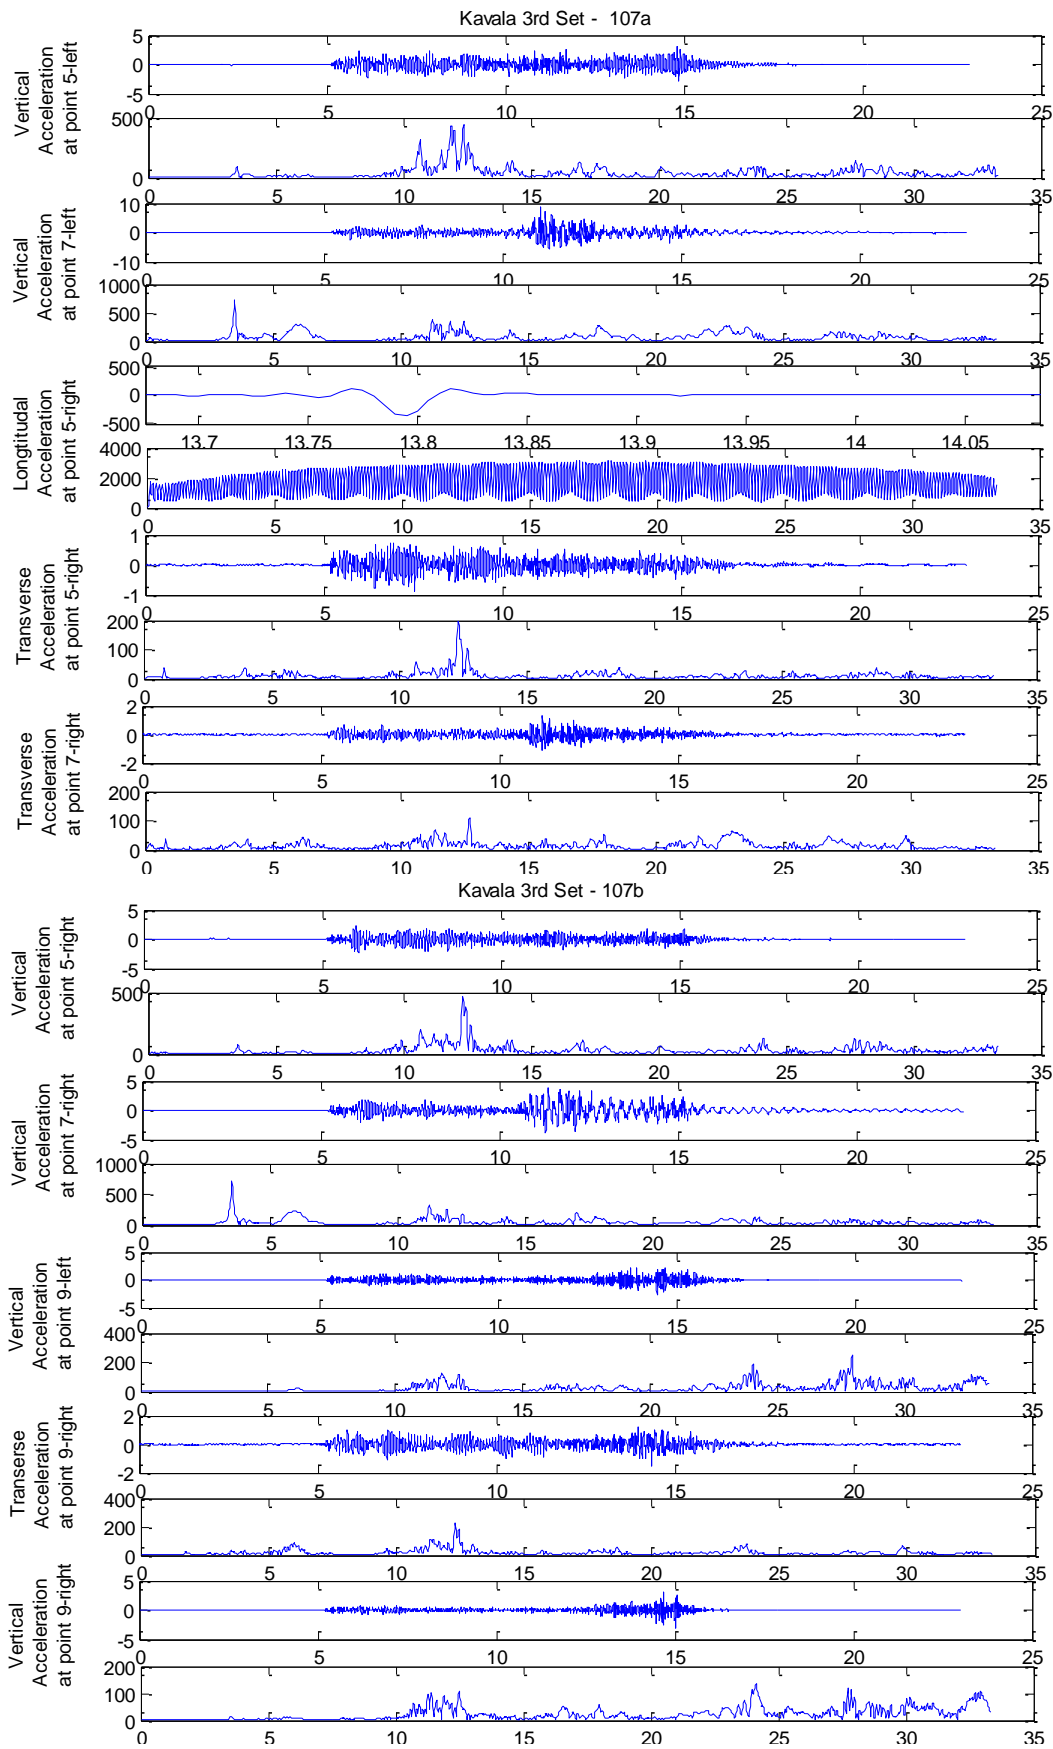 Kavala 3rd Set -  107a
Vertical
Acceleration
at point 5-left
5
0
-5
0 5 10 15 20 25
500
0
0 5 10 15 20 25 30 35
Vertical
Acceleration
at point 7-left
10
0
-10
0 5 10 15 20 25
1000
500
0
0 5 10 15 20 25 30 35
Longtitudal
Acceleration
at point 5-right
500
0
-500
13.7 13.75 13.8 13.85 13.9 13.95 14 14.05
4000
2000
0
0 5 10 15 20 25 30 35
Transverse
Acceleration
at point 5-right
1
0
-1
0 5 10 15 20 25
200
100
0
0 5 10 15 20 25 30 35
Transverse
Acceleration
at point 7-right
2
0
-2
0 5 10 15 20 25
200
100
0
0 5 10 15 20 25 30 35
Kavala 3rd Set - 107b
Vertical
Acceleration
at point 5-right
5
0
-5
0 5 10 15 20 25
500
0
0 5 10 15 20 25 30 35
Vertical
Acceleration
at point 7-right
5
0
-5
0 5 10 15 20 25
1000
500
0
0 5 10 15 20 25 30 35
Vertical
Acceleration
at point 9-left
5
0
-5
0 5 10 15 20 25
400
200
0
0 5 10 15 20 25 30 35
Transerse
Acceleration
at point 9-right
2
0
-2
0 5 10 15 20 25
400
200
0
0 5 10 15 20 25 30 35
Vertical
Acceleration
at point 9-right
5
0
-5
0 5 10 15 20 25
200
100
0
0 5 10 15 20 25 30 35